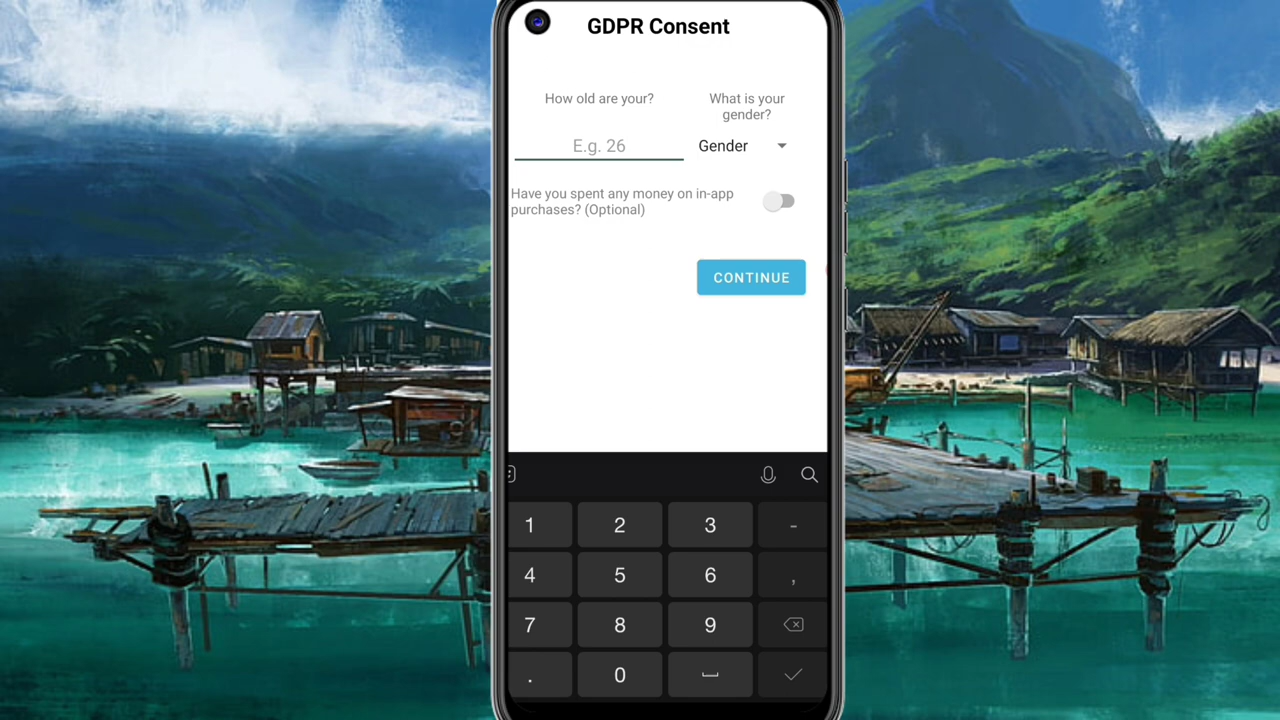 GDPR Consent
How old are your?
What is your
gender?
E.g. 26
Gender
Have you spent any money on in-app
purchases? (Optional)
CONTINUE
1 2 3 -
4 5 6 ,
7 8 9
. 0